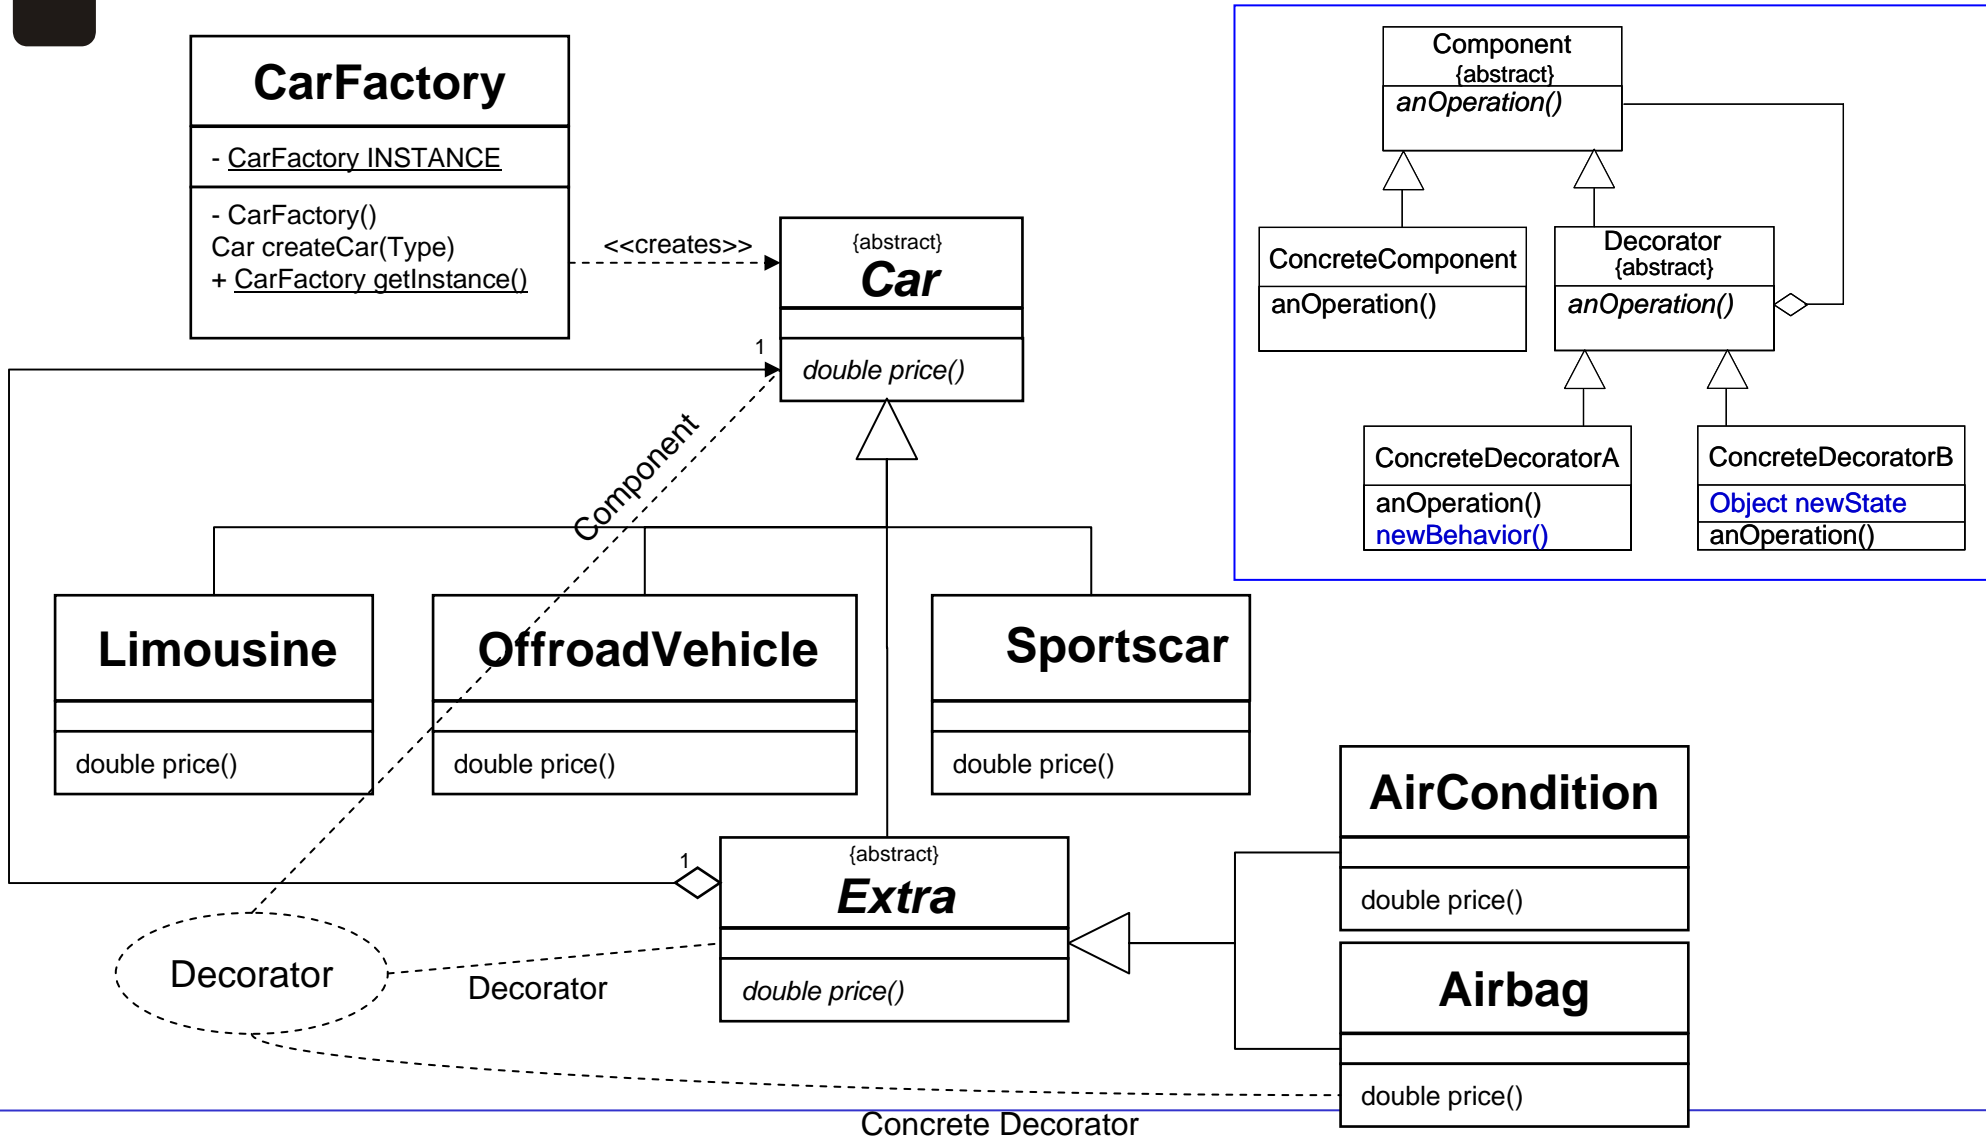 CarFactory
- CarFactory INSTANCE
- CarFactory()
Car createCar(Type)
+ CarFactory getInstance()
<<creates>>
{abstract}
Car
double price()
1
Component
Limousine
double price()
OffroadVehicle
double price()
Sportscar
double price()
1
{abstract}
Extra
double price()
AirCondition
double price()
Airbag
double price()
Decorator
Decorator
Concrete Decorator
Component
{abstract}
anOperation()
ConcreteComponent
anOperation()
Decorator
{abstract}
anOperation()
ConcreteDecoratorA
anOperation()
newBehavior()
ConcreteDecoratorB
Object newState
anOperation()